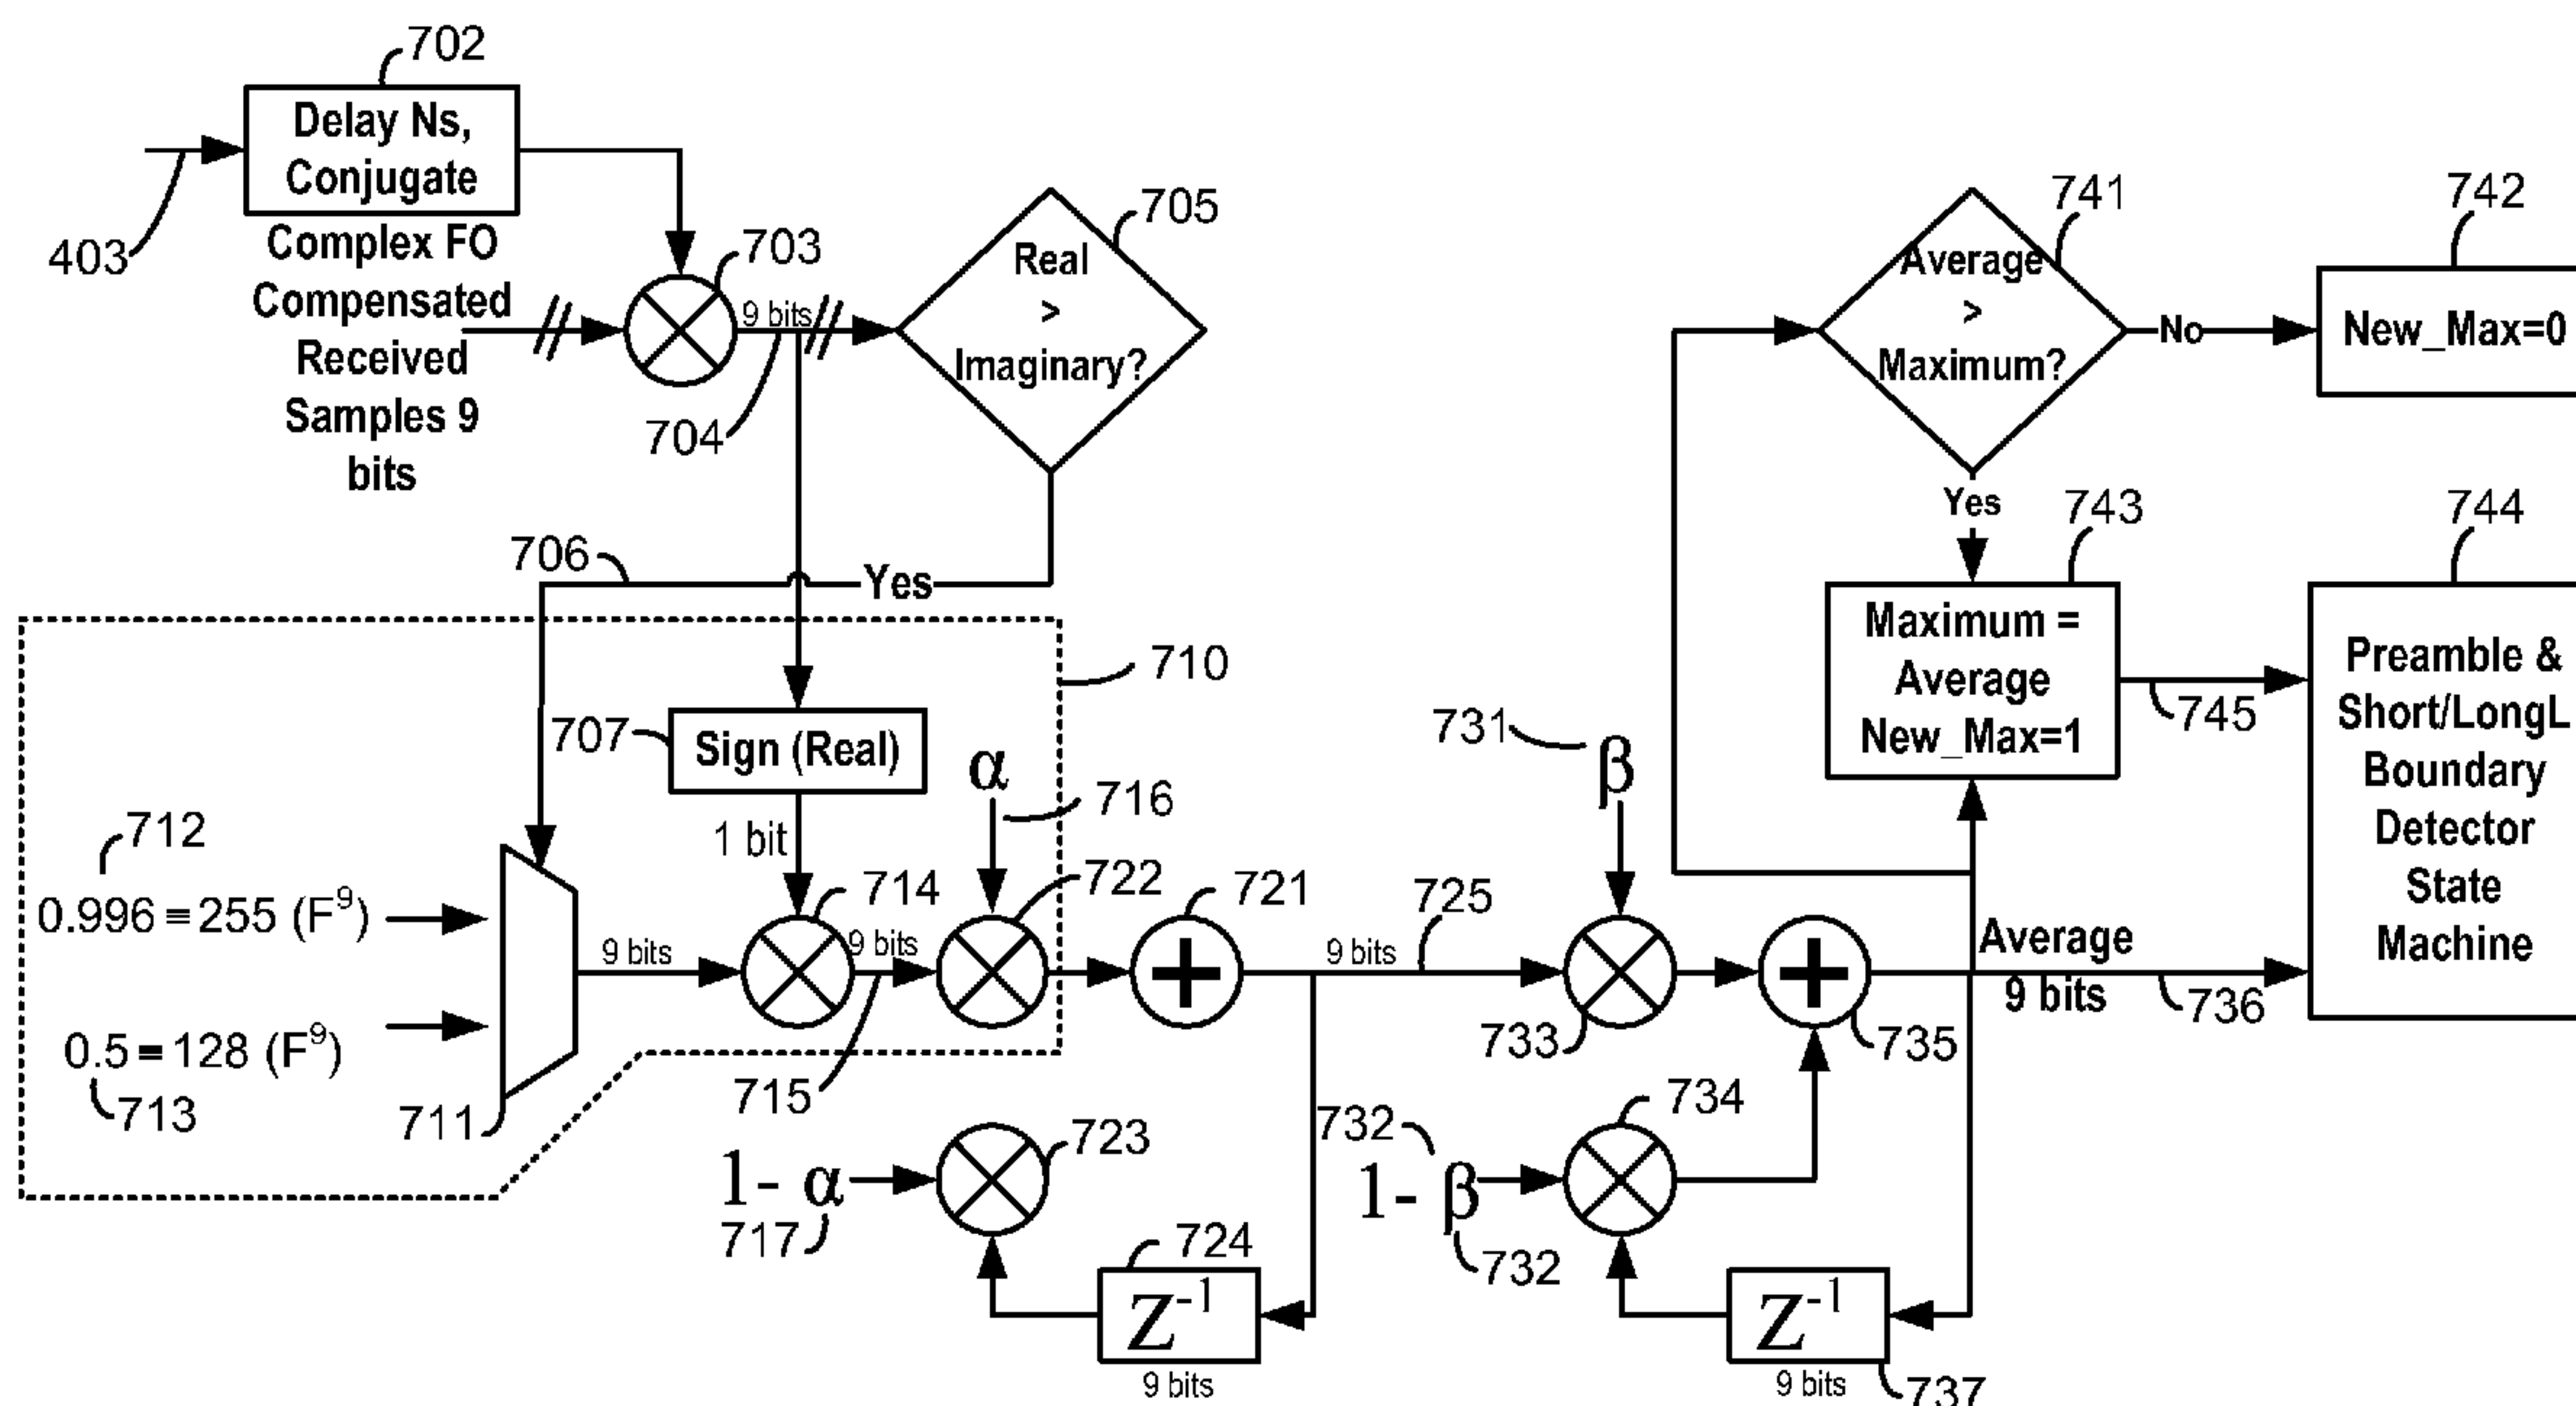 702
Delay Ns,
Conjugate
403
Complex FO
Compensated
Received
Samples 9
bits
703
9 bits
704
705
Real
>
Imaginary?
706
Yes
710
707
Sign (Real)
1 bit
α
716
712
0.996 ≡ 255 (F⁹)
0.5 ≡ 128 (F⁹)
713
711
9 bits
714
9 bits
715
722
721
725
9 bits
1- α
717
723
724
Z⁻¹
9 bits
731
β
733
732
1- β
732
734
735
Z⁻¹
9 bits
737
Average
9 bits
736
741
Average
>
Maximum?
No
742
New_Max=0
Yes
743
Maximum =
Average
New_Max=1
745
744
Preamble &
Short/LongL
Boundary
Detector
State
Machine